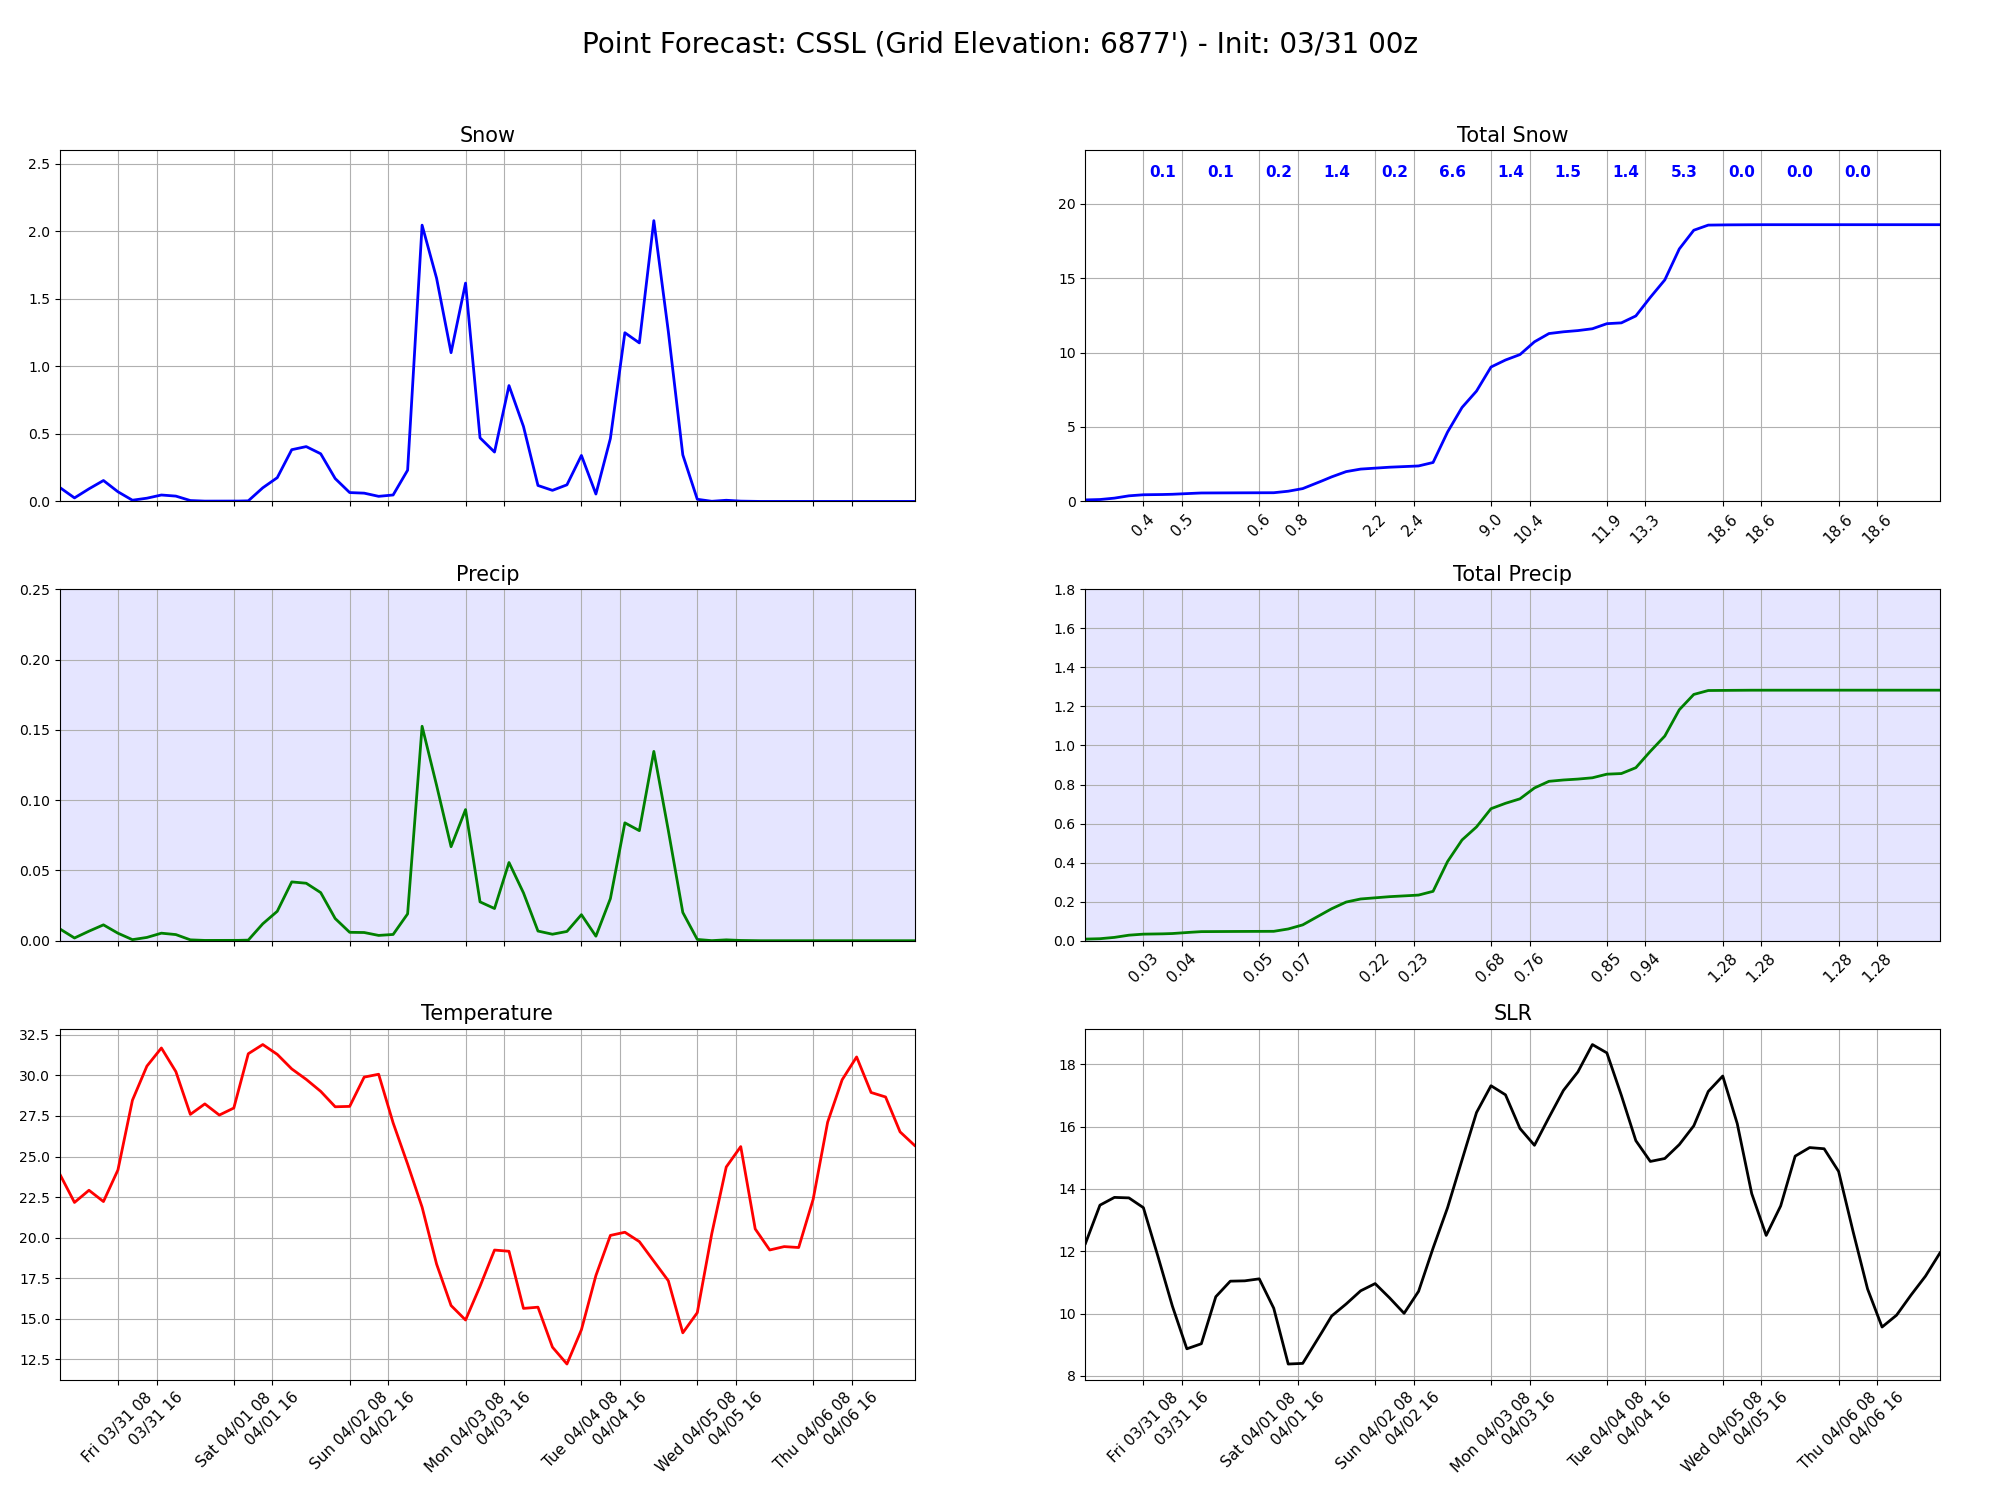 Point Forecast: CSSL (Grid Elevation: 6877') - Init: 03/31 00z
Snow
2.5
2.0
1.5
1.0
0.5
0.0
Total Snow
0.1 0.1 0.2 1.4 0.2 6.6 1.4 1.5 1.4 5.3 0.0 0.0 0.0
20
15
10
5
0
0.4 0.5 0.6 0.8 2.2 2.4 9.0 10.4 11.9 13.3 18.6 18.6 18.6 18.6
Precip
0.25
0.20
0.15
0.10
0.05
0.00
Total Precip
1.8
1.6
1.4
1.2
1.0
0.8
0.6
0.4
0.2
0.0
0.03 0.04 0.05 0.07 0.22 0.23 0.68 0.76 0.85 0.94 1.28 1.28 1.28 1.28
Temperature
32.5
30.0
27.5
25.0
22.5
20.0
17.5
15.0
12.5
Fri 03/31 08
03/31 16
Sat 04/01 08
04/01 16
Sun 04/02 08
04/02 16
Mon 04/03 08
04/03 16
Tue 04/04 08
04/04 16
Wed 04/05 08
04/05 16
Thu 04/06 08
04/06 16
SLR
18
16
14
12
10
8
Fri 03/31 08
03/31 16
Sat 04/01 08
04/01 16
Sun 04/02 08
04/02 16
Mon 04/03 08
04/03 16
Tue 04/04 08
04/04 16
Wed 04/05 08
04/05 16
Thu 04/06 08
04/06 16